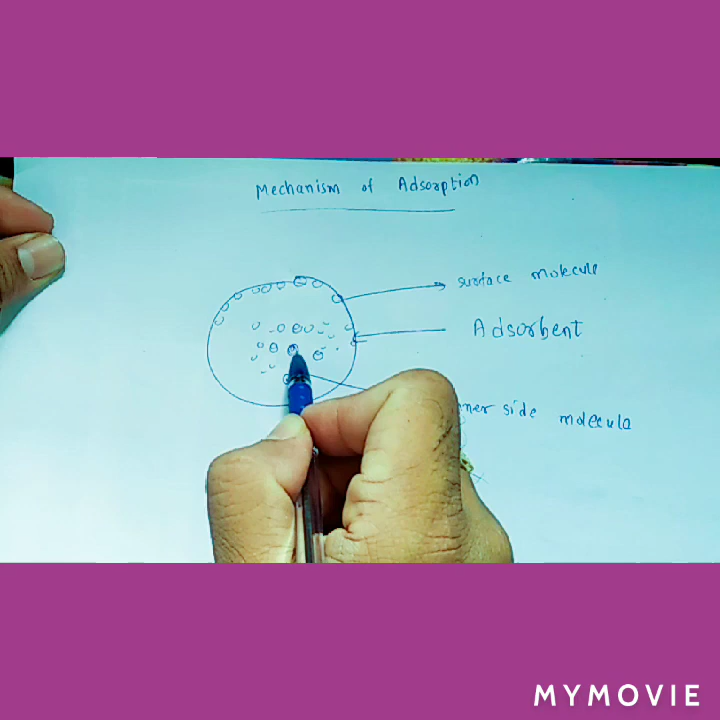 Mechanism of Adsorption
surface molecule
Adsorbent
side molecula
MYMOVIE